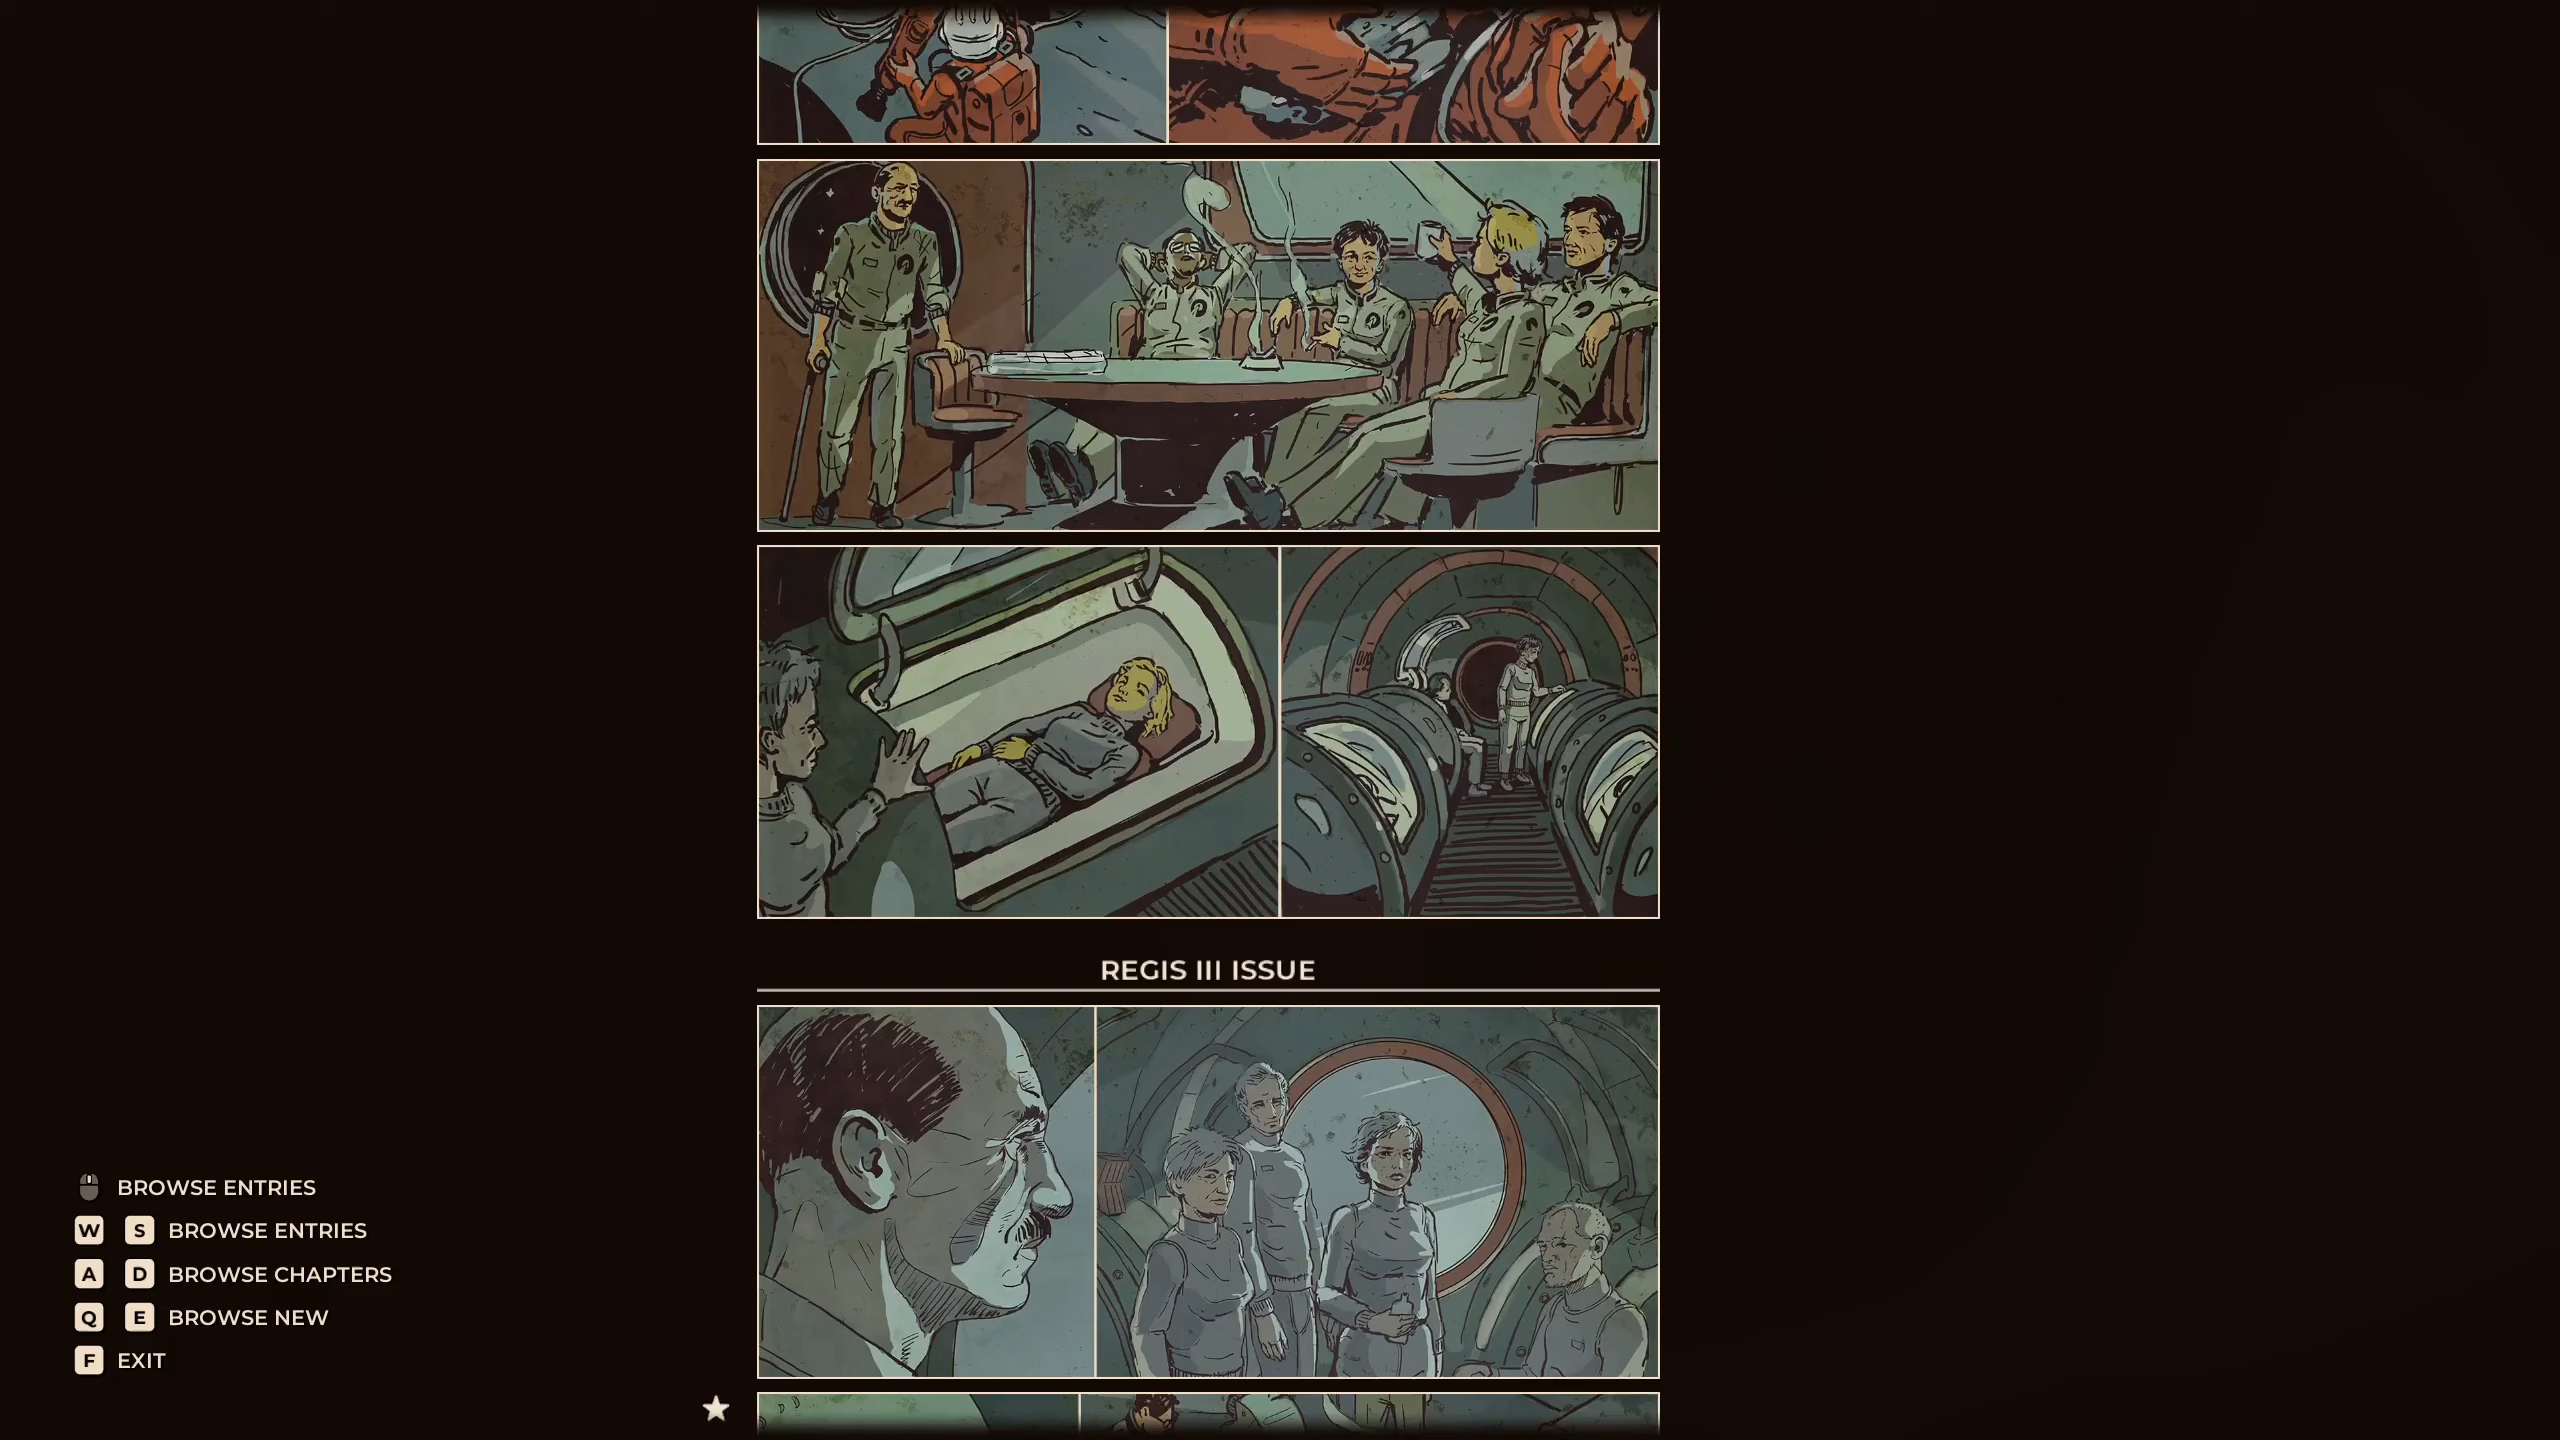 REGIS III ISSUE
BROWSE ENTRIES
W S BROWSE ENTRIES
A D BROWSE CHAPTERS
Q E BROWSE NEW
F EXIT